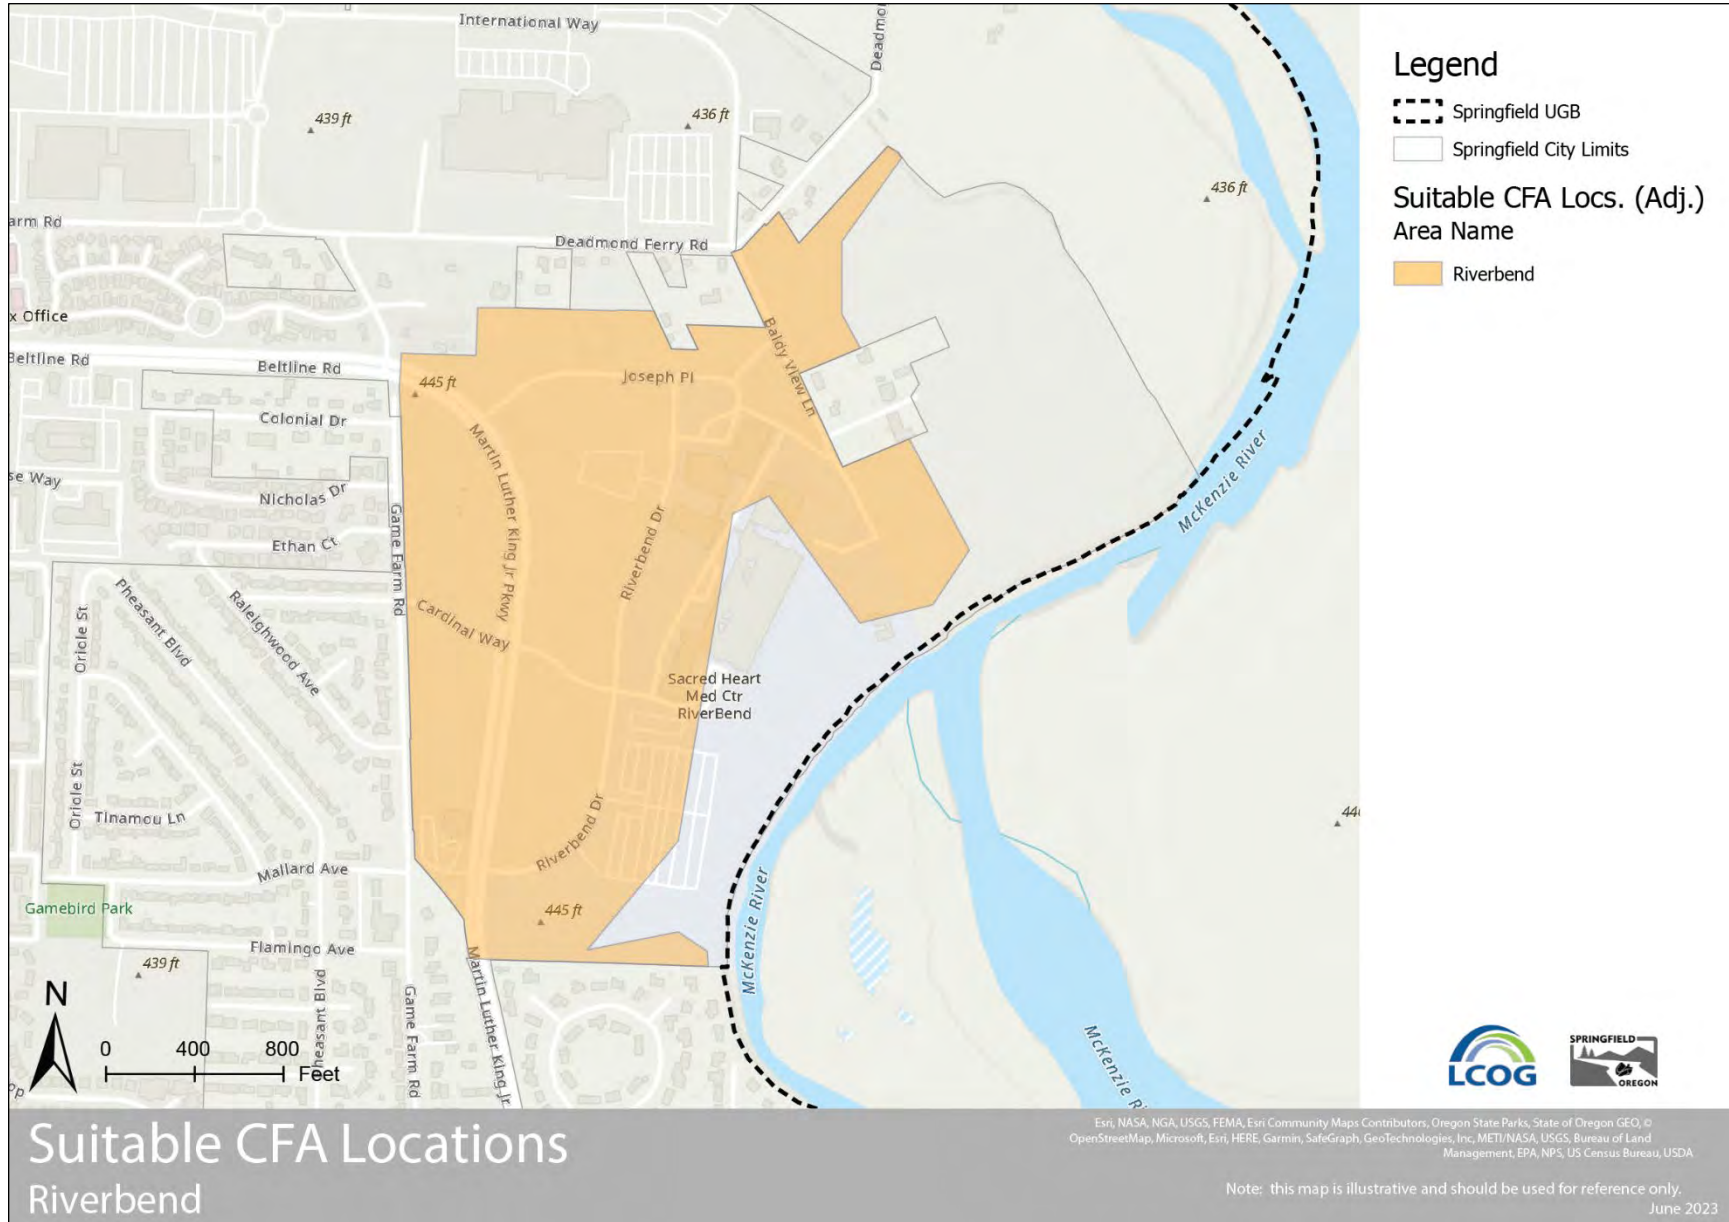 International Way
Deadmo
439 ft
436 ft
436 ft
arm Rd
Deadmond Ferry Rd
x Office
Beltline Rd
Beltline Rd
445 ft
Joseph Pl
Baldy View Ln
Colonial Dr
Martin Luther King Jr Pkwy
se Way
Nicholas Dr
Ethan Ct
Game Farm Rd
Riverbend Dr
McKenzie River
Pheasant Blvd
Raleighwood Ave
Oriole St
Cardinal Way
Sacred Heart
Med Ctr
RiverBend
Oriole St
Tinamou Ln
Riverbend Dr
Mallard Ave
Gamebird Park
445 ft
Flamingo Ave
439 ft
McKenzie River
Martin Luther King Jr
Game Farm Rd
Pheasant Blvd
McKenzie Ri
N
0 400 800
Feet
op
Legend
Springfield UGB
Springfield City Limits
Suitable CFA Locs. (Adj.)
Area Name
Riverbend
LCOG
SPRINGFIELD
OREGON
Suitable CFA Locations
Riverbend
Esri, NASA, NGA, USGS, FEMA, Esri Community Maps Contributors, Oregon State Parks, State of Oregon GEO, ©
OpenStreetMap, Microsoft, Esri, HERE, Garmin, SafeGraph, GeoTechnologies, Inc, METI/NASA, USGS, Bureau of Land
Management, EPA, NPS, US Census Bureau, USDA
Note: this map is illustrative and should be used for reference only.
June 2023